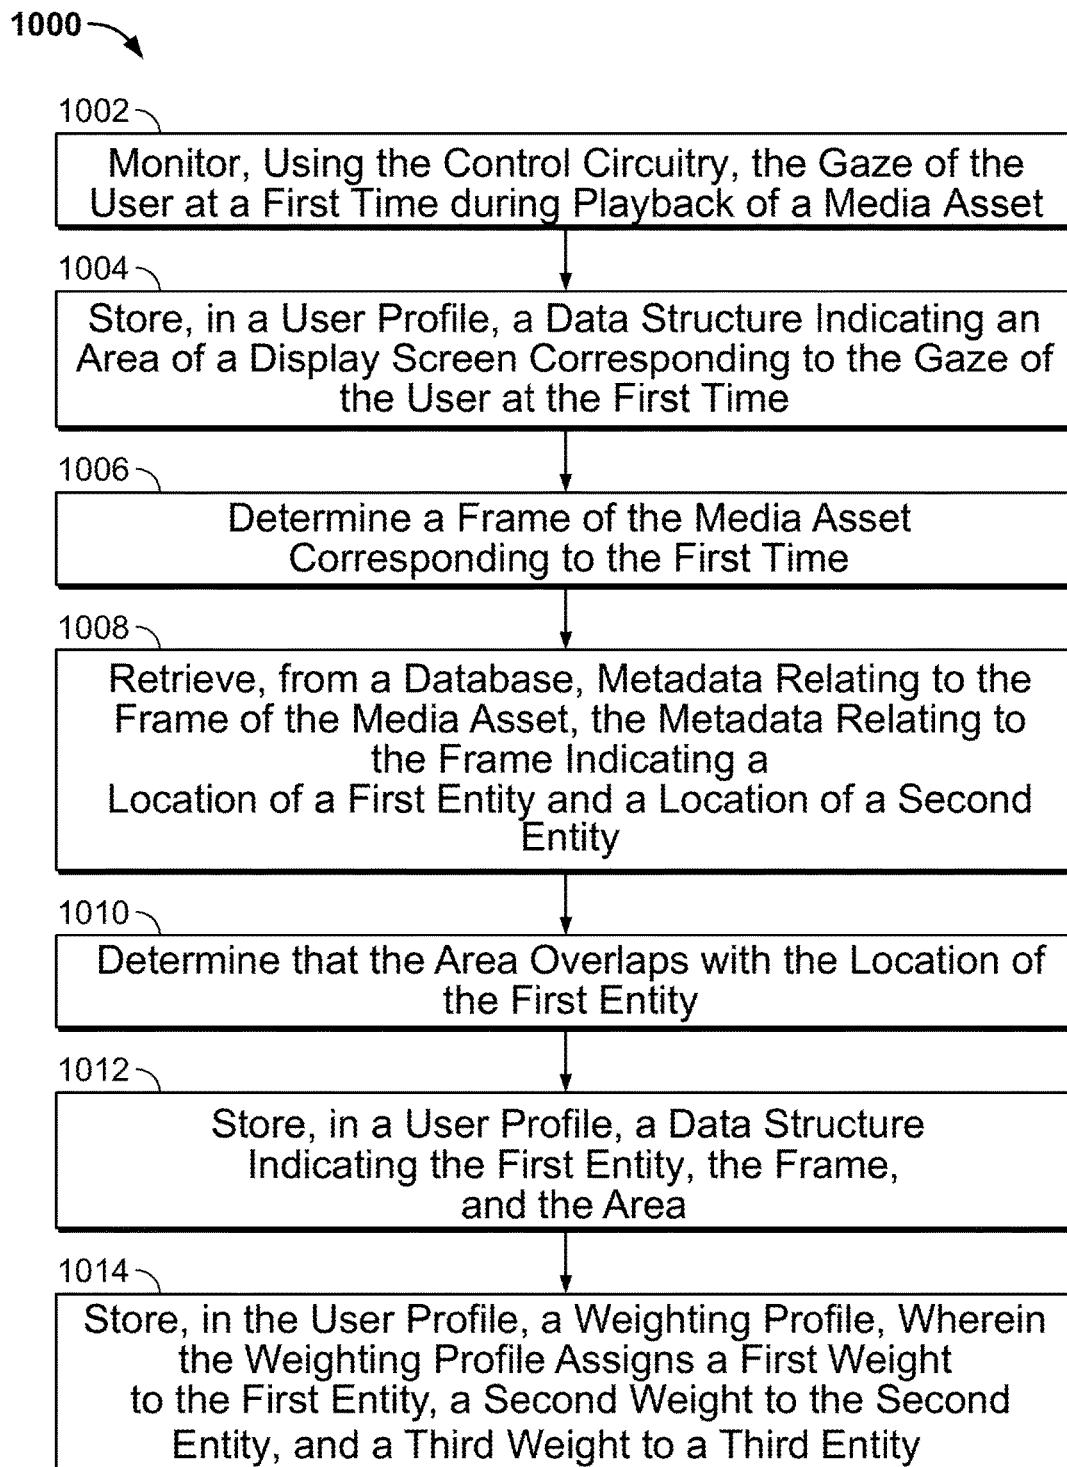 1000
1002
Monitor, Using the Control Circuitry, the Gaze of the
User at a First Time during Playback of a Media Asset
1004
Store, in a User Profile, a Data Structure Indicating an
Area of a Display Screen Corresponding to the Gaze of
the User at the First Time
1006
Determine a Frame of the Media Asset
Corresponding to the First Time
1008
Retrieve, from a Database, Metadata Relating to the
Frame of the Media Asset, the Metadata Relating to
the Frame Indicating a
Location of a First Entity and a Location of a Second
Entity
1010
Determine that the Area Overlaps with the Location of
the First Entity
1012
Store, in a User Profile, a Data Structure
Indicating the First Entity, the Frame,
and the Area
1014
Store, in the User Profile, a Weighting Profile, Wherein
the Weighting Profile Assigns a First Weight
to the First Entity, a Second Weight to the Second
Entity, and a Third Weight to a Third Entity